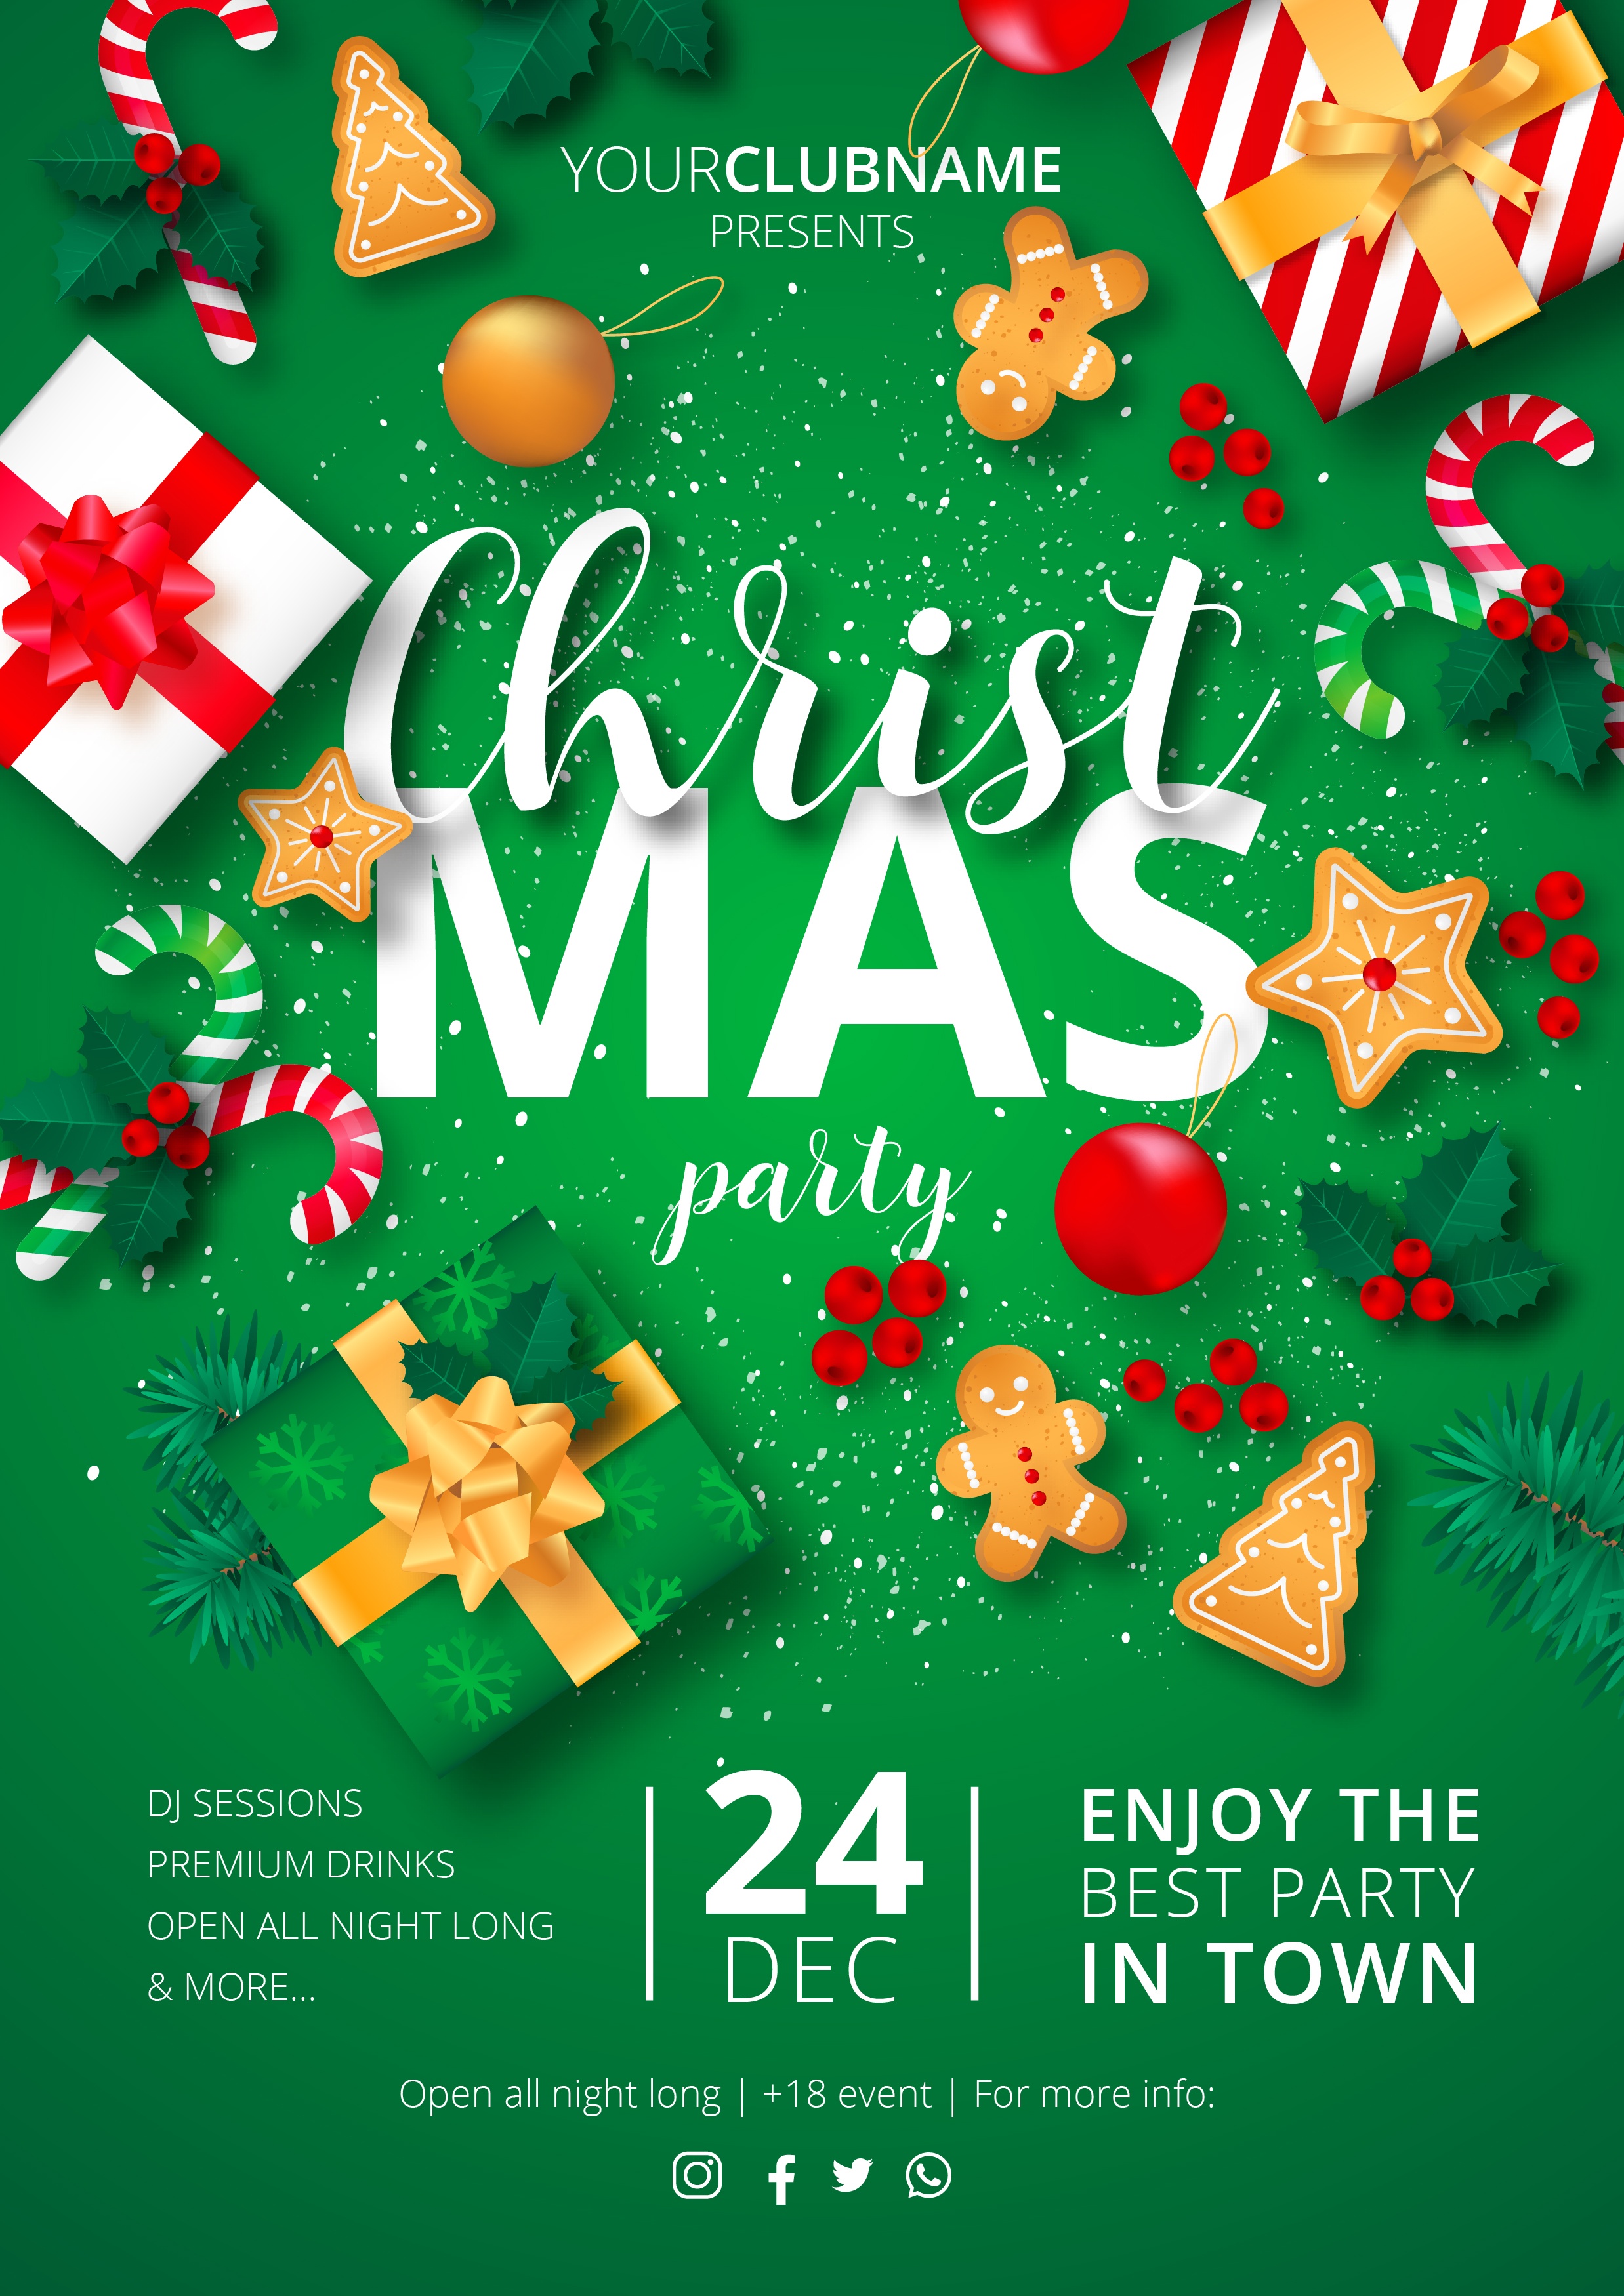 YOURCLUBNAME
PRESENTS
Christ
MAS
party
DJ SESSIONS
PREMIUM DRINKS
OPEN ALL NIGHT LONG
& MORE...
24
DEC
ENJOY THE
BEST PARTY
IN TOWN
Open all night long | +18 event | For more info: